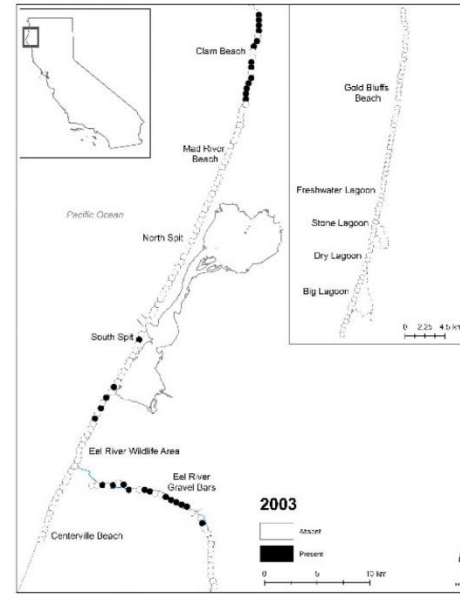 Clam Beach
Gold Bluffs
Beach
Mad River
Beach
Freshwater Lagoon
Pacific Ocean
Stone Lagoon
North Spit
Dry Lagoon
Big Lagoon
0 2.25 4.5 km
South Spit
Eel River Wildlife Area
Eel River
Gravel Bars
2003
Absent
Present
Centerville Beach
0 5 10 km